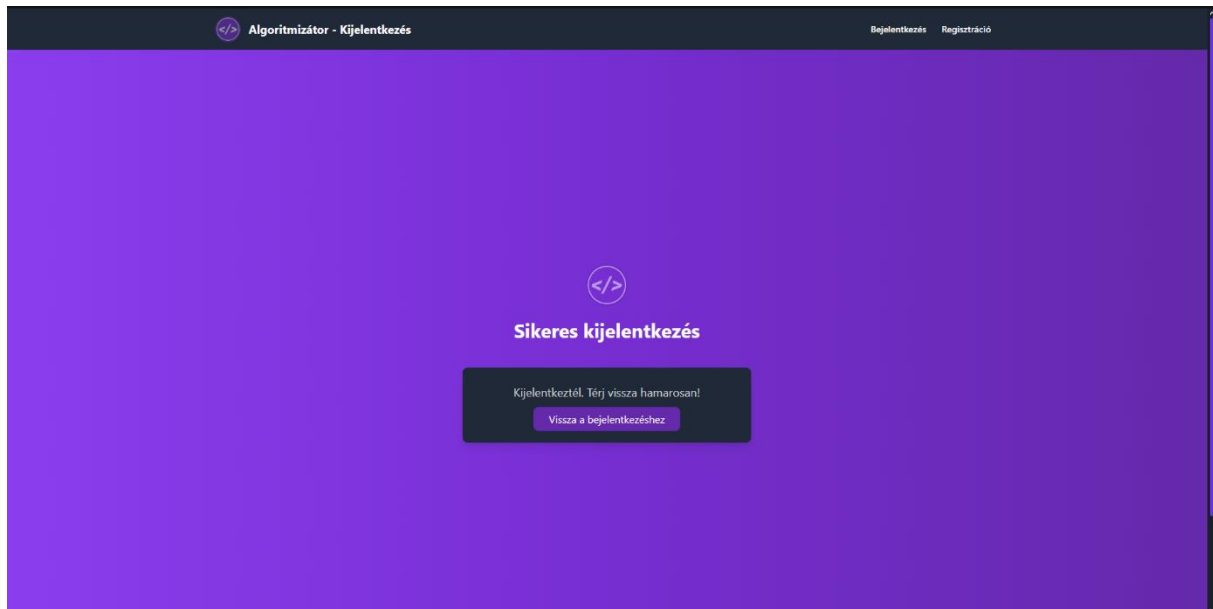 </> Algoritmizátor - Kijelentkezés
Bejelentkezés Regisztráció
</>
Sikeres kijelentkezés
Kijelentkeztél. Térj vissza hamarosan!
Vissza a bejelentkezéshez